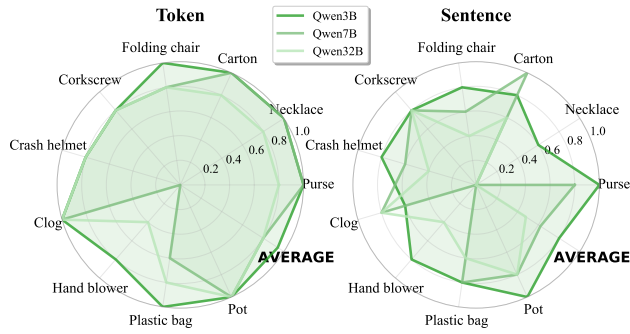 Token
Sentence
Qwen3B
Qwen7B
Qwen32B
Folding chair
Carton
Corkscrew
Necklace
Crash helmet
1.0
0.8
0.6
0.4
0.2
Purse
Clog
AVERAGE
Hand blower
Plastic bag
Pot
Folding chair
Carton
Corkscrew
Necklace
Crash helmet
1.0
0.8
0.6
0.4
0.2
Purse
Clog
AVERAGE
Hand blower
Plastic bag
Pot